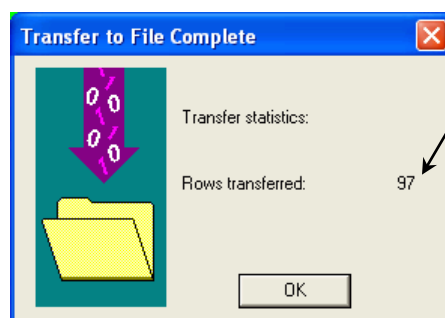 Transfer to File Complete
Transfer statistics:
Rows transferred: 97
OK